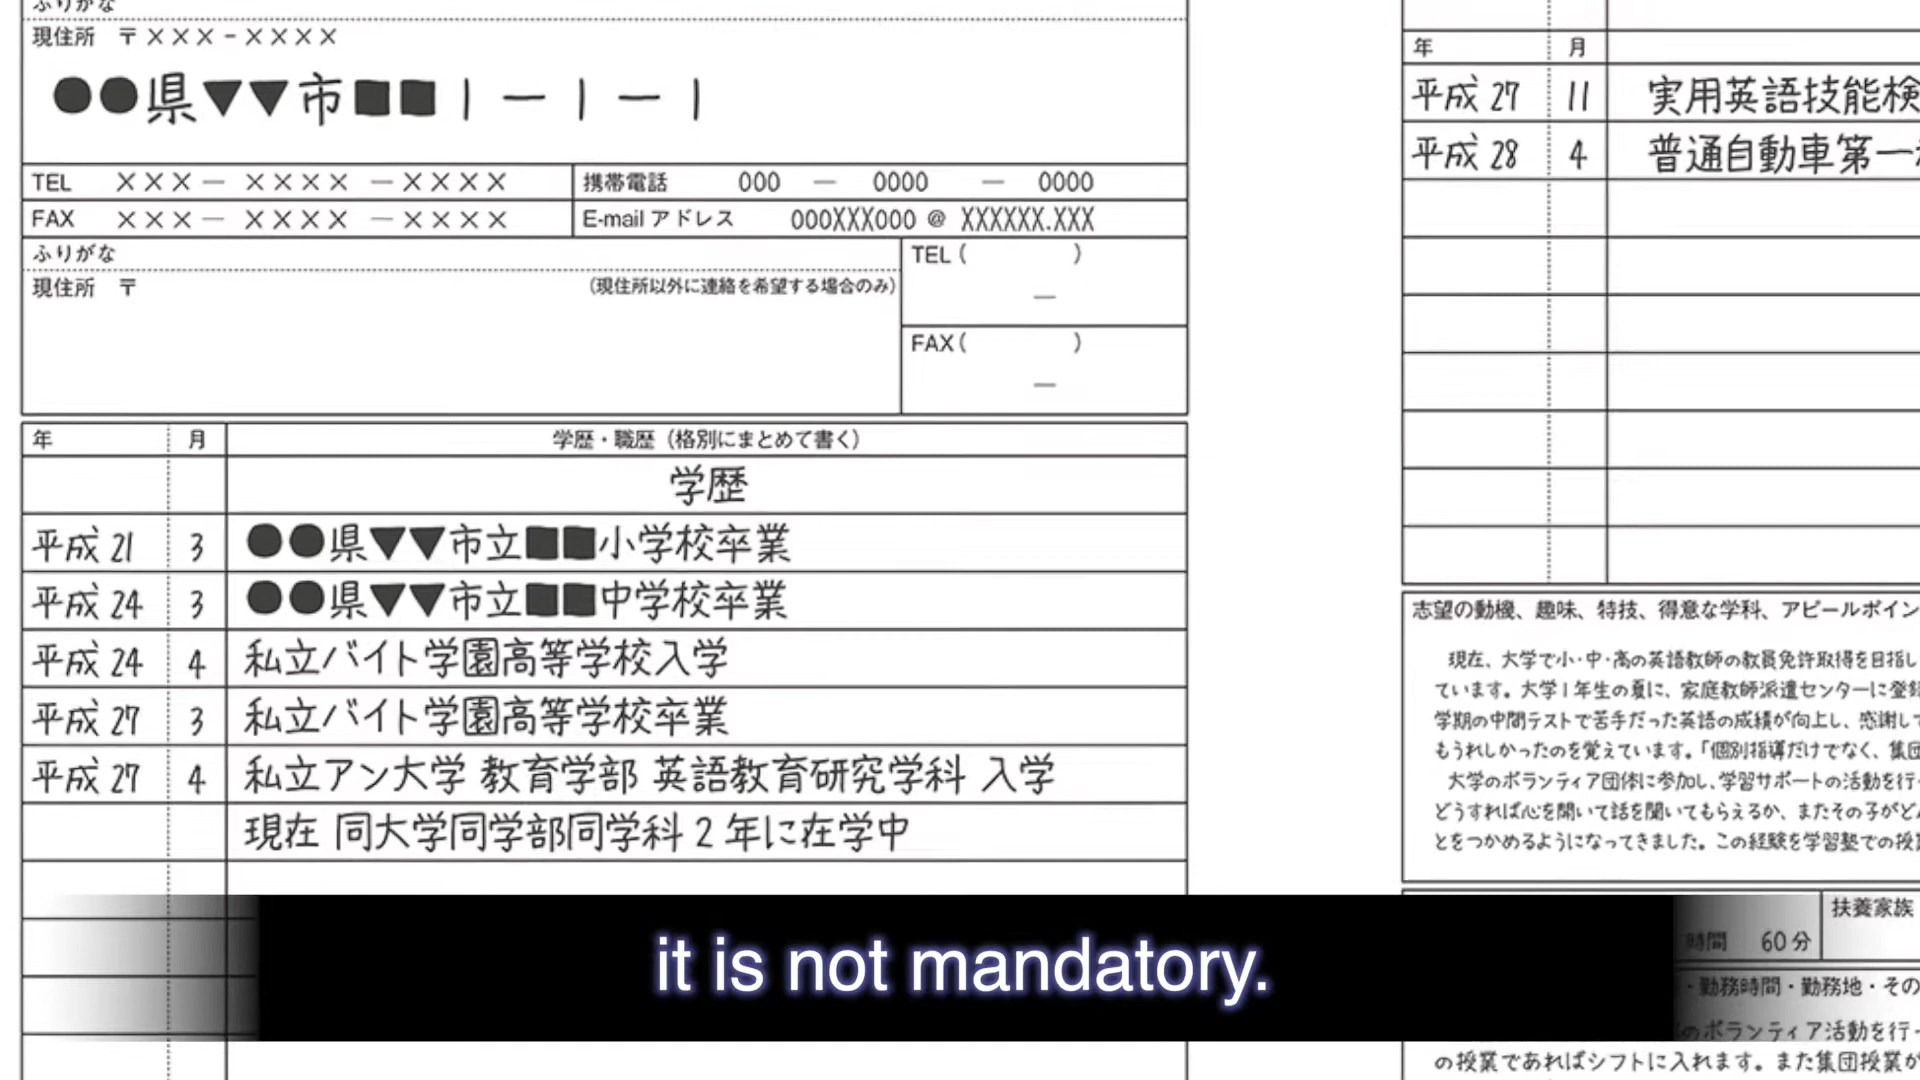 ふりがな
現住所 〒×××-××××
●●県▼▼市■■1-1-1
TEL ×××-××××-××××
携帯電話 000 - 0000 - 0000
FAX ×××-××××-××××
E-mail アドレス 000XXX000 @ XXXXXX.XXX
ふりがな
TEL ( )
-
現住所 〒 (現住所以外に連絡を希望する場合のみ)
FAX ( )
-
年 月 学歴・職歴(格別にまとめて書く)
学歴
平成 21 3 ●●県▼▼市立■■小学校卒業
平成 24 3 ●●県▼▼市立■■中学校卒業
平成 24 4 私立バイト学園高等学校入学
平成 27 3 私立バイト学園高等学校卒業
平成 27 4 私立アン大学 教育学部 英語教育研究学科 入学
現在 同大学同学部同学科 2 年に在学中
年 月
平成 27 11 実用英語技能検
平成 28 4 普通自動車第一
志望の動機、趣味、特技、得意な学科、アピールポイン
現在、大学で小・中・高の英語教師の教員免許取得を目指し
ています。大学1年生の夏に、家庭教師派遣センターに登録
学期の中間テストで苦手だった英語の成績が向上し、感謝して
もうれしかったのを覚えています。「個別指導だけでなく、集団
大学のボランティア団体に参加し、学習サポートの活動を行っ
どうすれば心を開いて話を聞いてもらえるか、またその子がどん
とをつかめるようになってきました。この経験を学習塾での授業
時間 60 分
扶養家族
・勤務時間・勤務地・その
のボランティア活動を行っ
の授業であればシフトに入れます。また集団授業が
it is not mandatory.